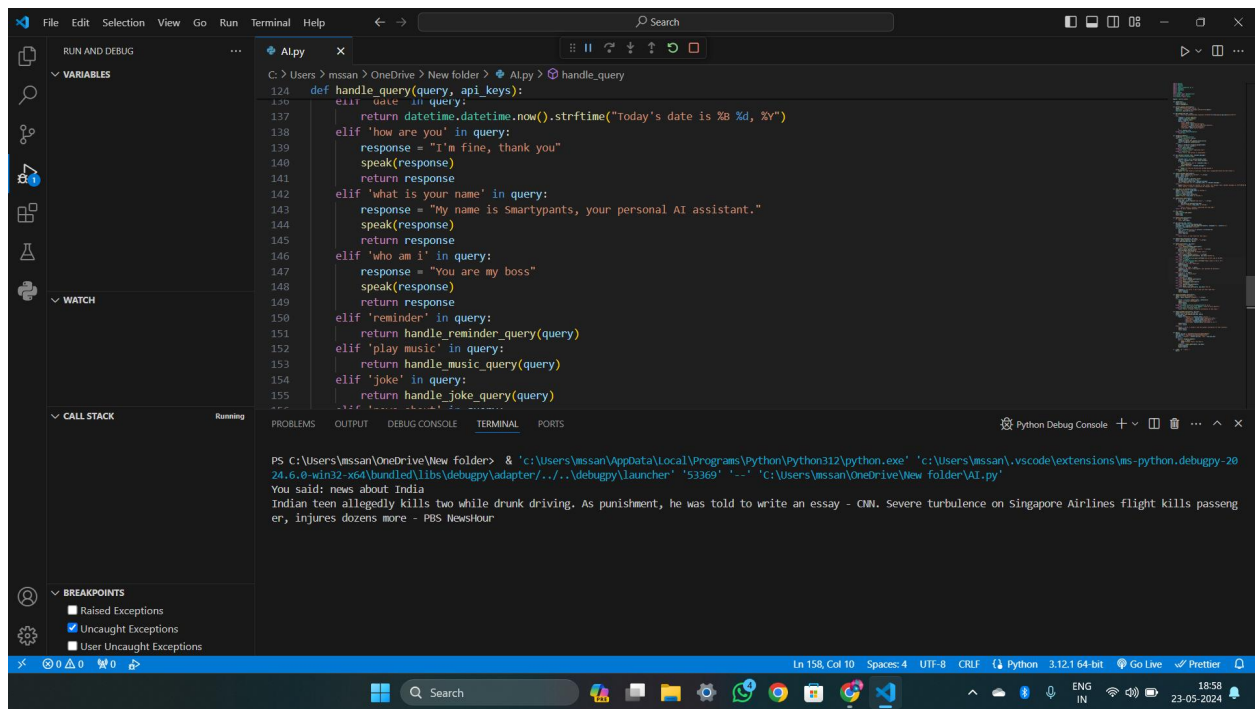 File Edit Selection View Go Run Terminal Help
Search
RUN AND DEBUG
VARIABLES
WATCH
CALL STACK Running
BREAKPOINTS
Raised Exceptions
Uncaught Exceptions
User Uncaught Exceptions
AI.py
C: > Users > mssan > OneDrive > New folder > AI.py > handle_query
124 def handle_query(query, api_keys):
136 elif 'date' in query:
137 return datetime.datetime.now().strftime("Today's date is %B %d, %Y")
138 elif 'how are you' in query:
139 response = "I'm fine, thank you"
140 speak(response)
141 return response
142 elif 'what is your name' in query:
143 response = "My name is Smartypants, your personal AI assistant."
144 speak(response)
145 return response
146 elif 'who am i' in query:
147 response = "You are my boss"
148 speak(response)
149 return response
150 elif 'reminder' in query:
151 return handle_reminder_query(query)
152 elif 'play music' in query:
153 return handle_music_query(query)
154 elif 'joke' in query:
155 return handle_joke_query(query)
PROBLEMS OUTPUT DEBUG CONSOLE TERMINAL PORTS
Python Debug Console
PS C:\Users\mssan\OneDrive\New folder> & 'c:\Users\mssan\AppData\Local\Programs\Python\Python312\python.exe' 'c:\Users\mssan\.vscode\extensions\ms-python.debugpy-20
24.6.0-win32-x64\bundled\libs\debugpy\adapter/../..\debugpy\launcher' '53369' '--' 'C:\Users\mssan\OneDrive\New folder\AI.py'
You said: news about India
Indian teen allegedly kills two while drunk driving. As punishment, he was told to write an essay - CNN. Severe turbulence on Singapore Airlines flight kills passeng
er, injures dozens more - PBS NewsHour
0 0 0 Ln 158, Col 10 Spaces: 4 UTF-8 CRLF Python 3.12.1 64-bit Go Live Prettier
Search
ENG
IN
18:58
23-05-2024